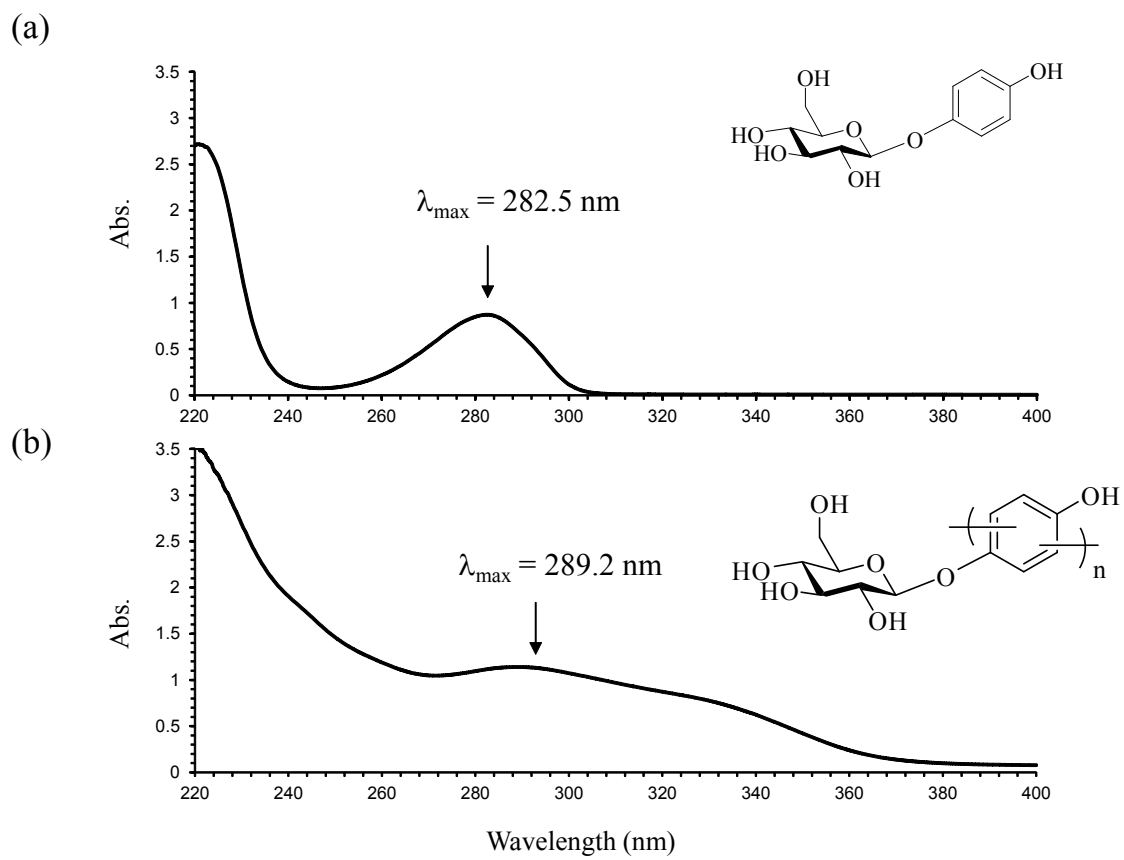 (a)
3.5
3
2.5
2
1.5
1
0.5
0
Abs.
λmax = 282.5 nm
OH
OH
O
HO
HO
O
OH
220 240 260 280 300 320 340 360 380 400
(b)
3.5
3
2.5
2
1.5
1
0.5
0
Abs.
λmax = 289.2 nm
OH
OH
O
HO
HO
O
OH
n
220 240 260 280 300 320 340 360 380 400
Wavelength (nm)